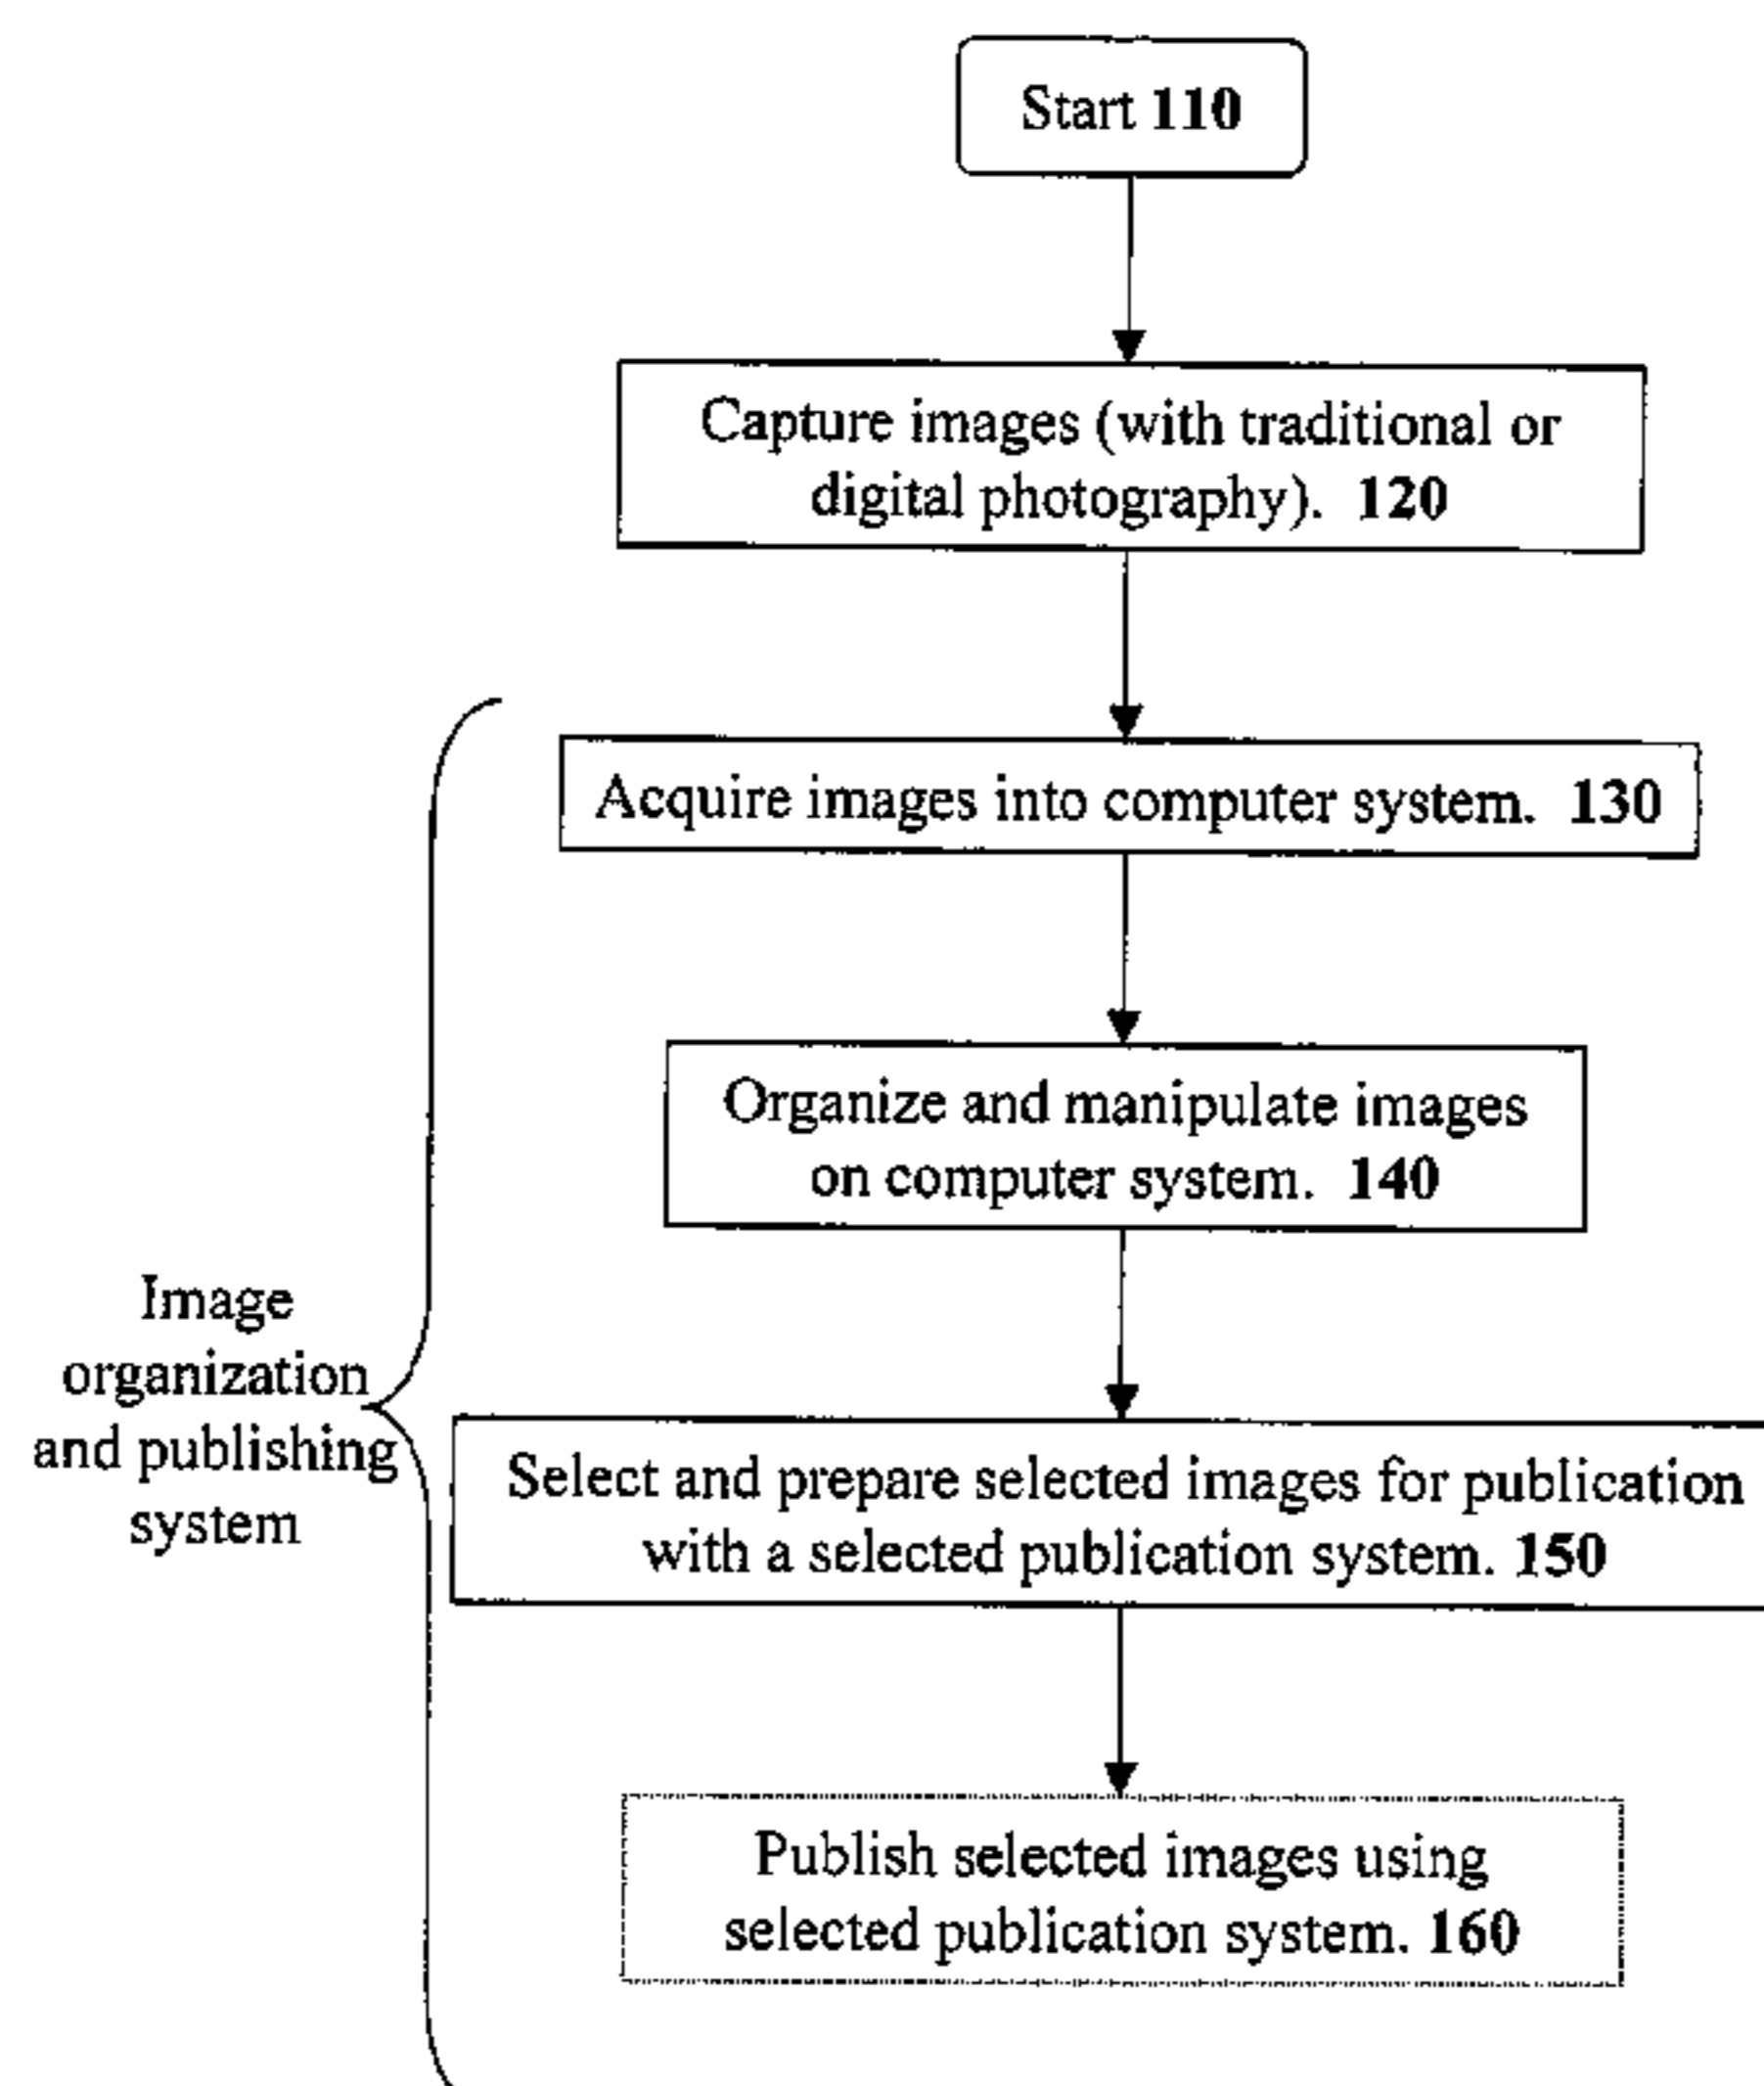 Start 110
Capture images (with traditional or
digital photography). 120
Acquire images into computer system. 130
Organize and manipulate images
on computer system. 140
Image
organization
and publishing
system
Select and prepare selected images for publication
with a selected publication system. 150
Publish selected images using
selected publication system. 160